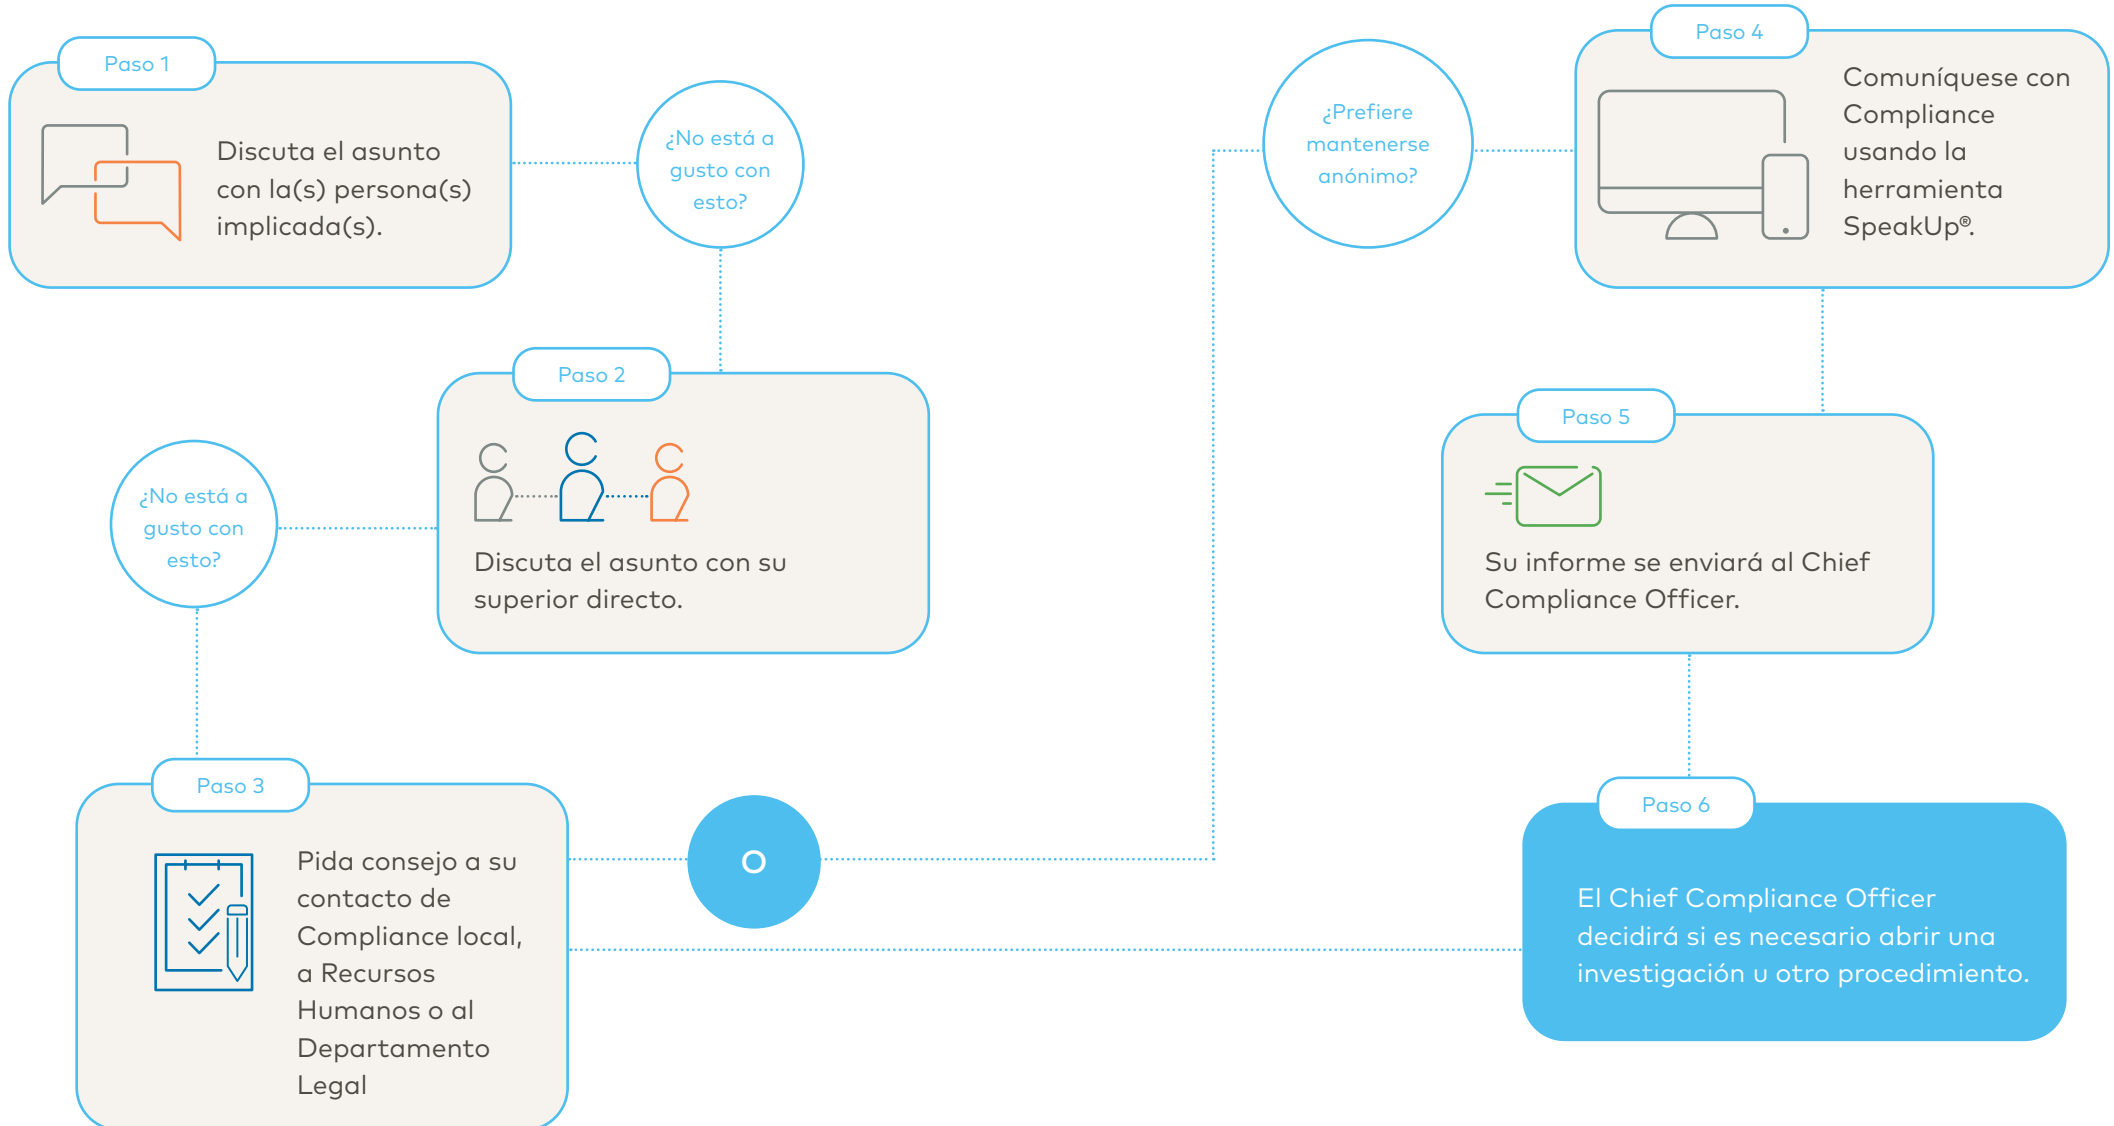 Paso 1
Discuta el asunto
con la(s) persona(s)
implicada(s).
¿No está a
gusto con
esto?
Paso 2
Discuta el asunto con su
superior directo.
¿No está a
gusto con
esto?
Paso 3
Pida consejo a su
contacto de
Compliance local,
a Recursos
Humanos o al
Departamento
Legal
O
¿Prefiere
mantenerse
anónimo?
Paso 4
Comuníquese con
Compliance
usando la
herramienta
SpeakUp®.
Paso 5
Su informe se enviará al Chief
Compliance Officer.
Paso 6
El Chief Compliance Officer
decidirá si es necesario abrir una
investigación u otro procedimiento.